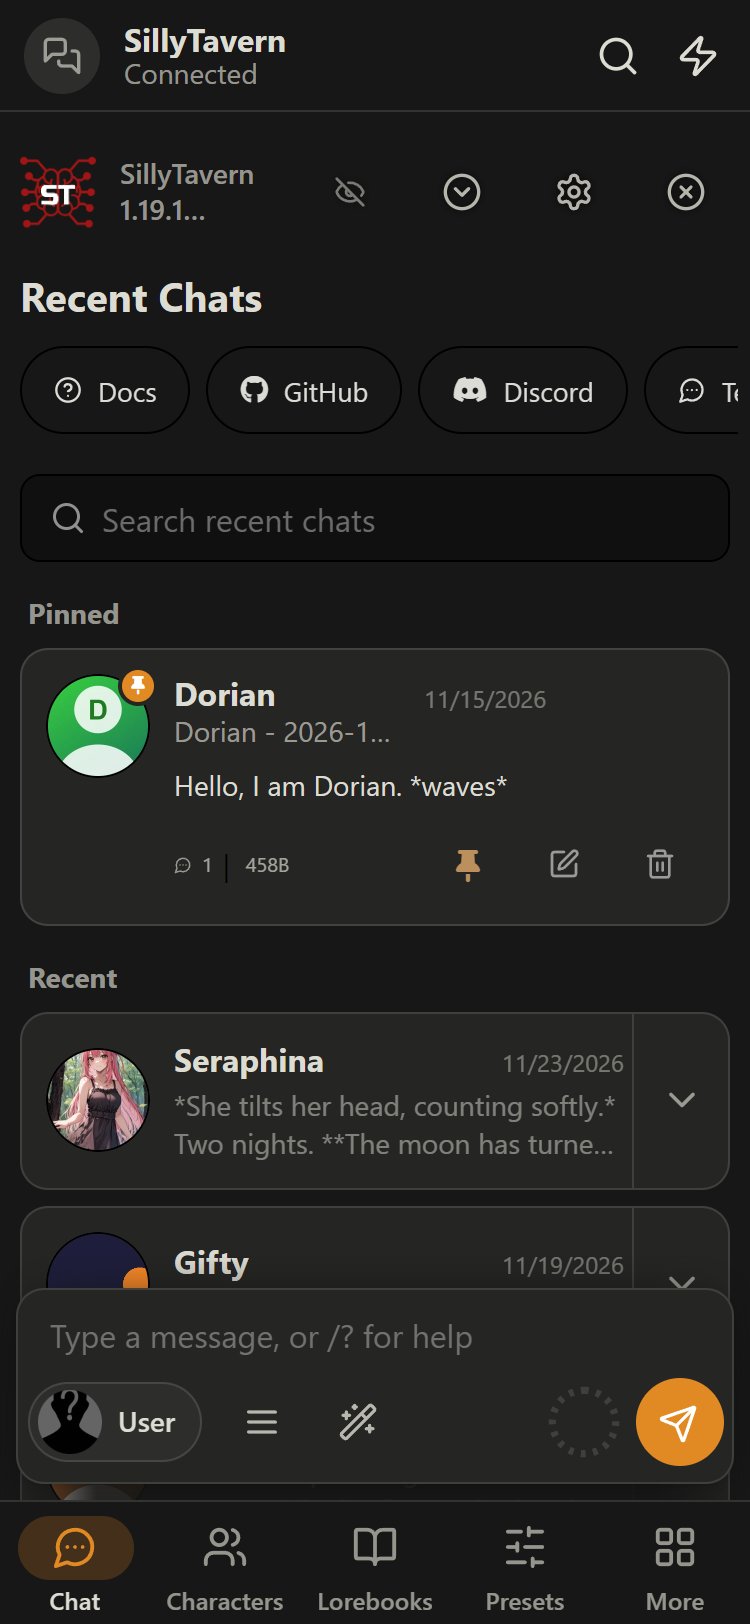 SillyTavern
Connected
ST
SillyTavern
1.19.1...
Recent Chats
Docs
GitHub
Discord
Search recent chats
Pinned
D
Dorian
11/15/2026
Dorian - 2026-1...
Hello, I am Dorian. *waves*
1
458B
Recent
Seraphina
11/23/2026
*She tilts her head, counting softly.*
Two nights. **The moon has turne...
Gifty
11/19/2026
Type a message, or /? for help
?
User
Chat
Characters
Lorebooks
Presets
More